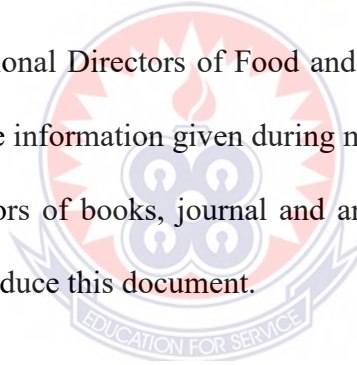 onal Directors of Food and
e information given during n
ors of books, journal and ar
duce this document.
EDUCATION FOR SERVICE